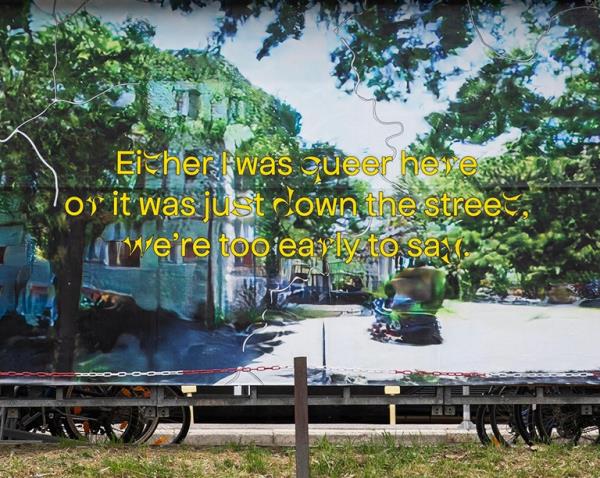 Either I was queer here
or it was just down the street,
we're too early to say.